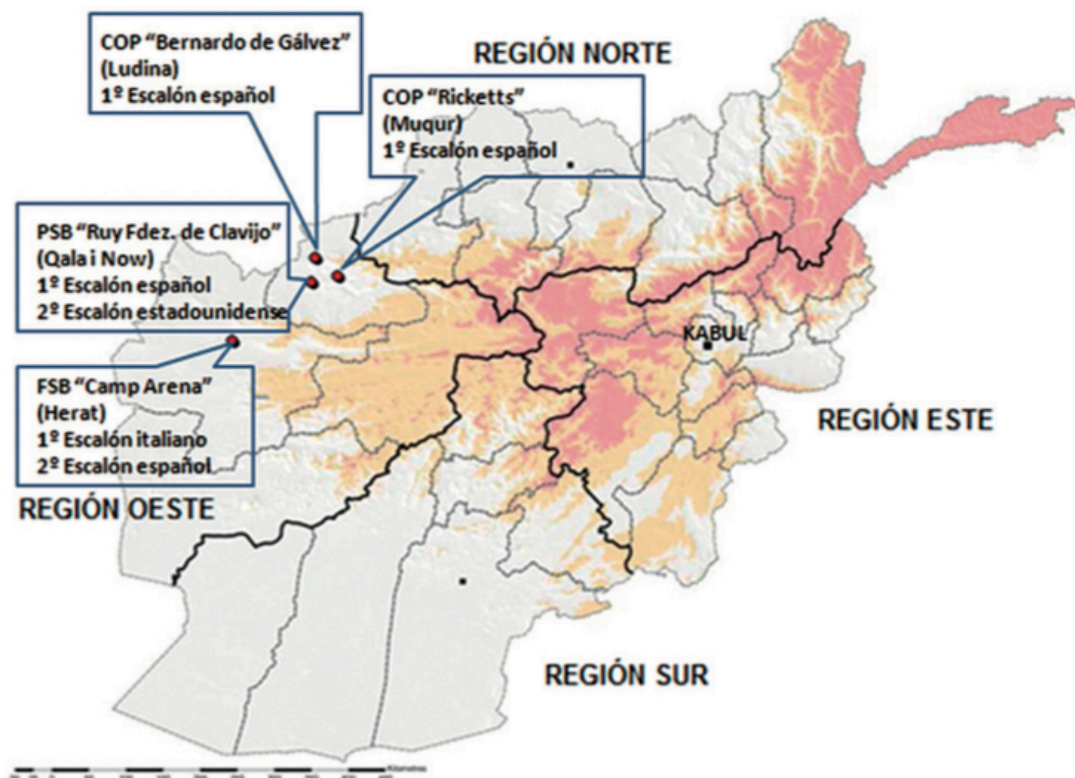 COP “Bernardo de Gálvez”
(Ludina)
1º Escalón español
REGIÓN NORTE
COP “Ricketts”
(Muqur)
1º Escalón español
PSB “Ruy Fdez. de Clavijo”
(Qala i Now)
1º Escalón español
2º Escalón estadounidense
KABUL
FSB “Camp Arena”
(Herat)
1º Escalón italiano
2º Escalón español
REGIÓN ESTE
REGIÓN OESTE
REGIÓN SUR